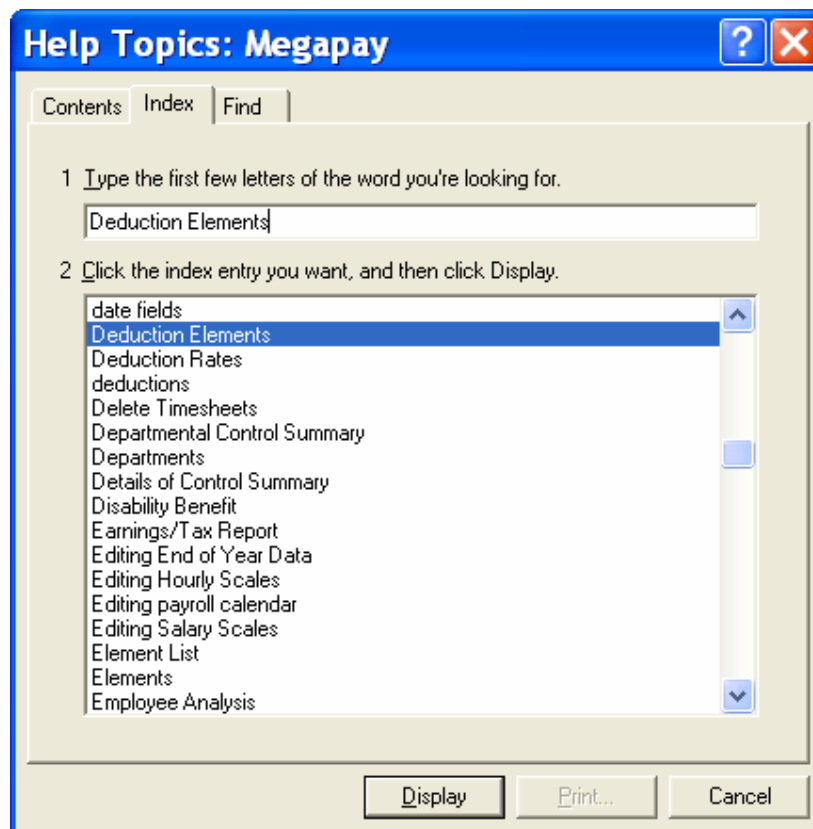 Help Topics: Megapay
Contents Index Find
1 Type the first few letters of the word you're looking for.
Deduction Elements
2 Click the index entry you want, and then click Display.
date fields
Deduction Elements
Deduction Rates
deductions
Delete Timesheets
Departmental Control Summary
Departments
Details of Control Summary
Disability Benefit
Earnings/Tax Report
Editing End of Year Data
Editing Hourly Scales
Editing payroll calendar
Editing Salary Scales
Element List
Elements
Employee Analysis
Display Print... Cancel